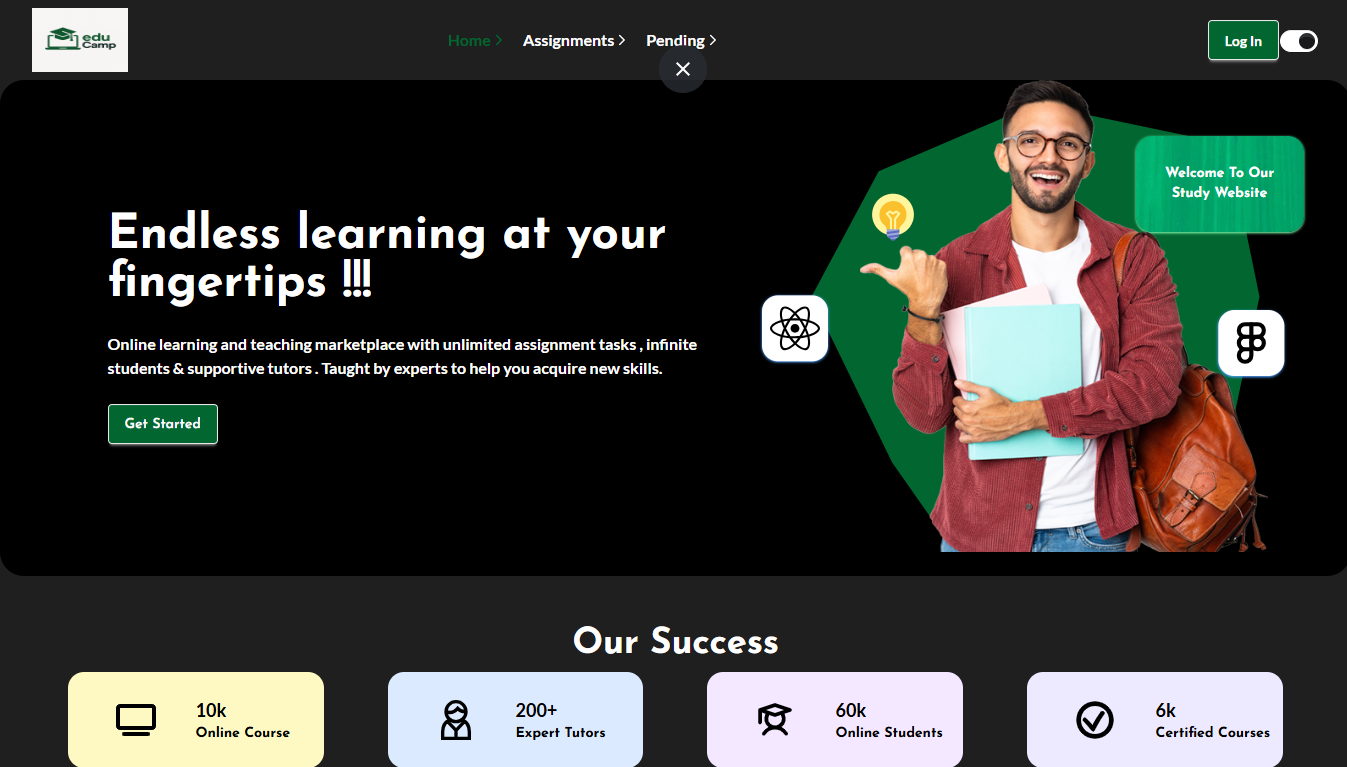 edu
Camp
Home
Assignments
Pending
Log In
Welcome To Our
Study Website
Endless learning at your
fingertips !!!
Online learning and teaching marketplace with unlimited assignment tasks , infinite
students & supportive tutors . Taught by experts to help you acquire new skills.
Get Started
Our Success
10k
Online Course
200+
Expert Tutors
60k
Online Students
6k
Certified Courses